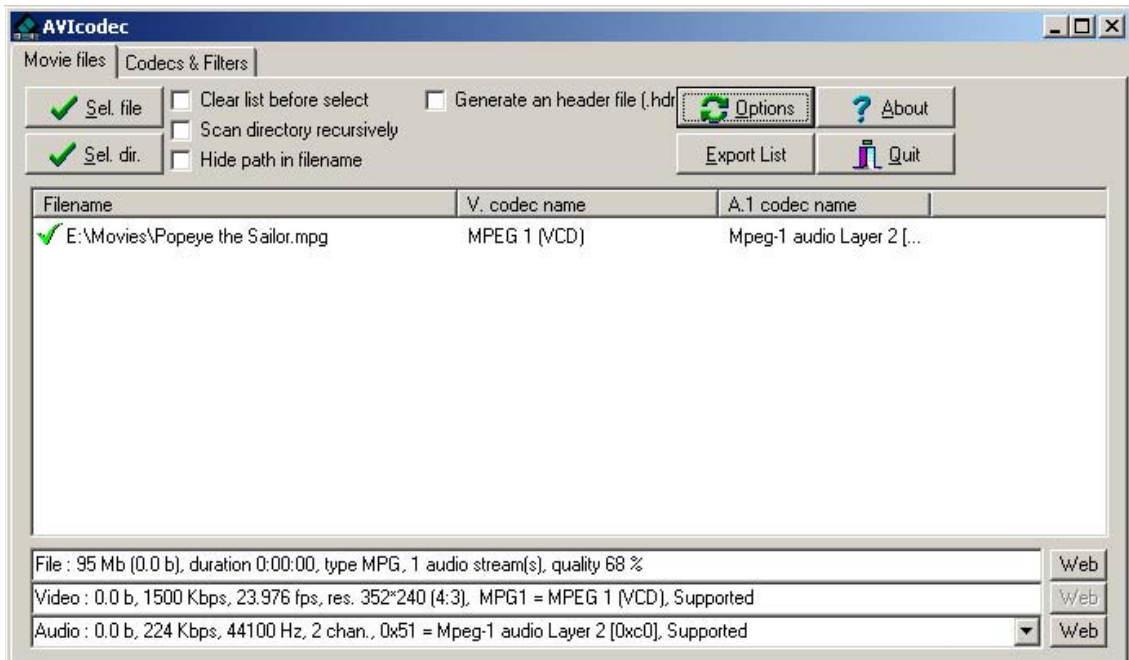 AVIcodec
Movie files Codecs & Filters
Sel. file Clear list before select Generate an header file (.hdr Options About
Scan directory recursively
Sel. dir. Hide path in filename Export List Quit
Filename V. codec name A.1 codec name
E:\Movies\Popeye the Sailor.mpg MPEG 1 (VCD) Mpeg-1 audio Layer 2 [...
File : 95 Mb (0.0 b), duration 0:00:00, type MPG, 1 audio stream(s), quality 68 % Web
Video : 0.0 b, 1500 Kbps, 23.976 fps, res. 352*240 (4:3), MPG1 = MPEG 1 (VCD), Supported Web
Audio : 0.0 b, 224 Kbps, 44100 Hz, 2 chan., 0x51 = Mpeg-1 audio Layer 2 [0xc0], Supported Web